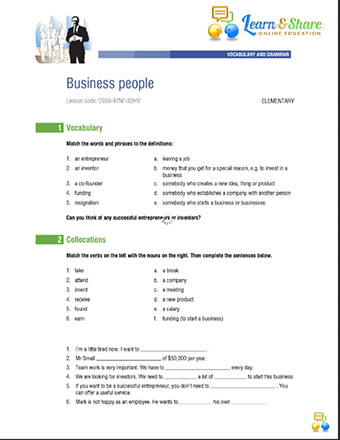 Learn & Share
ONLINE EDUCATION
VOCABULARY AND GRAMMAR
Business people
Lesson code: C959-97NF-3OHV
ELEMENTARY
1 Vocabulary
Match the words and phrases to the definitions:
1. an entrepreneur a. leaving a job
2. an inventor b. money that you get for a special reason, e.g. to invest in a
business
3. a co-founder c. somebody who creates a new idea, thing or product
4. funding d. somebody who establishes a company with another person
5. resignation e. somebody who starts a business or businesses
Can you think of any successful entrepreneurs or inventors?
2 Collocations
Match the verbs on the left with the nouns on the right. Then complete the sentences below.
1. take a. a break
2. attend b. a company
3. invent c. a meeting
4. receive d. a new product
5. found e. a salary
6. earn f. funding (to start a business)
1. I'm a little tired now. I want to ____________________ .
2. Mr Small ____________________ of $50,000 per year.
3. Team work is very important. We have to ____________________ every day.
4. We are looking for investors. We need to __________ a lot of __________ to start this business.
5. If you want to be a successful entrepreneur, you don't need to ____________________ . You
can offer a useful service.
6. Mark is not happy as an employee. He wants to __________ his own __________ .